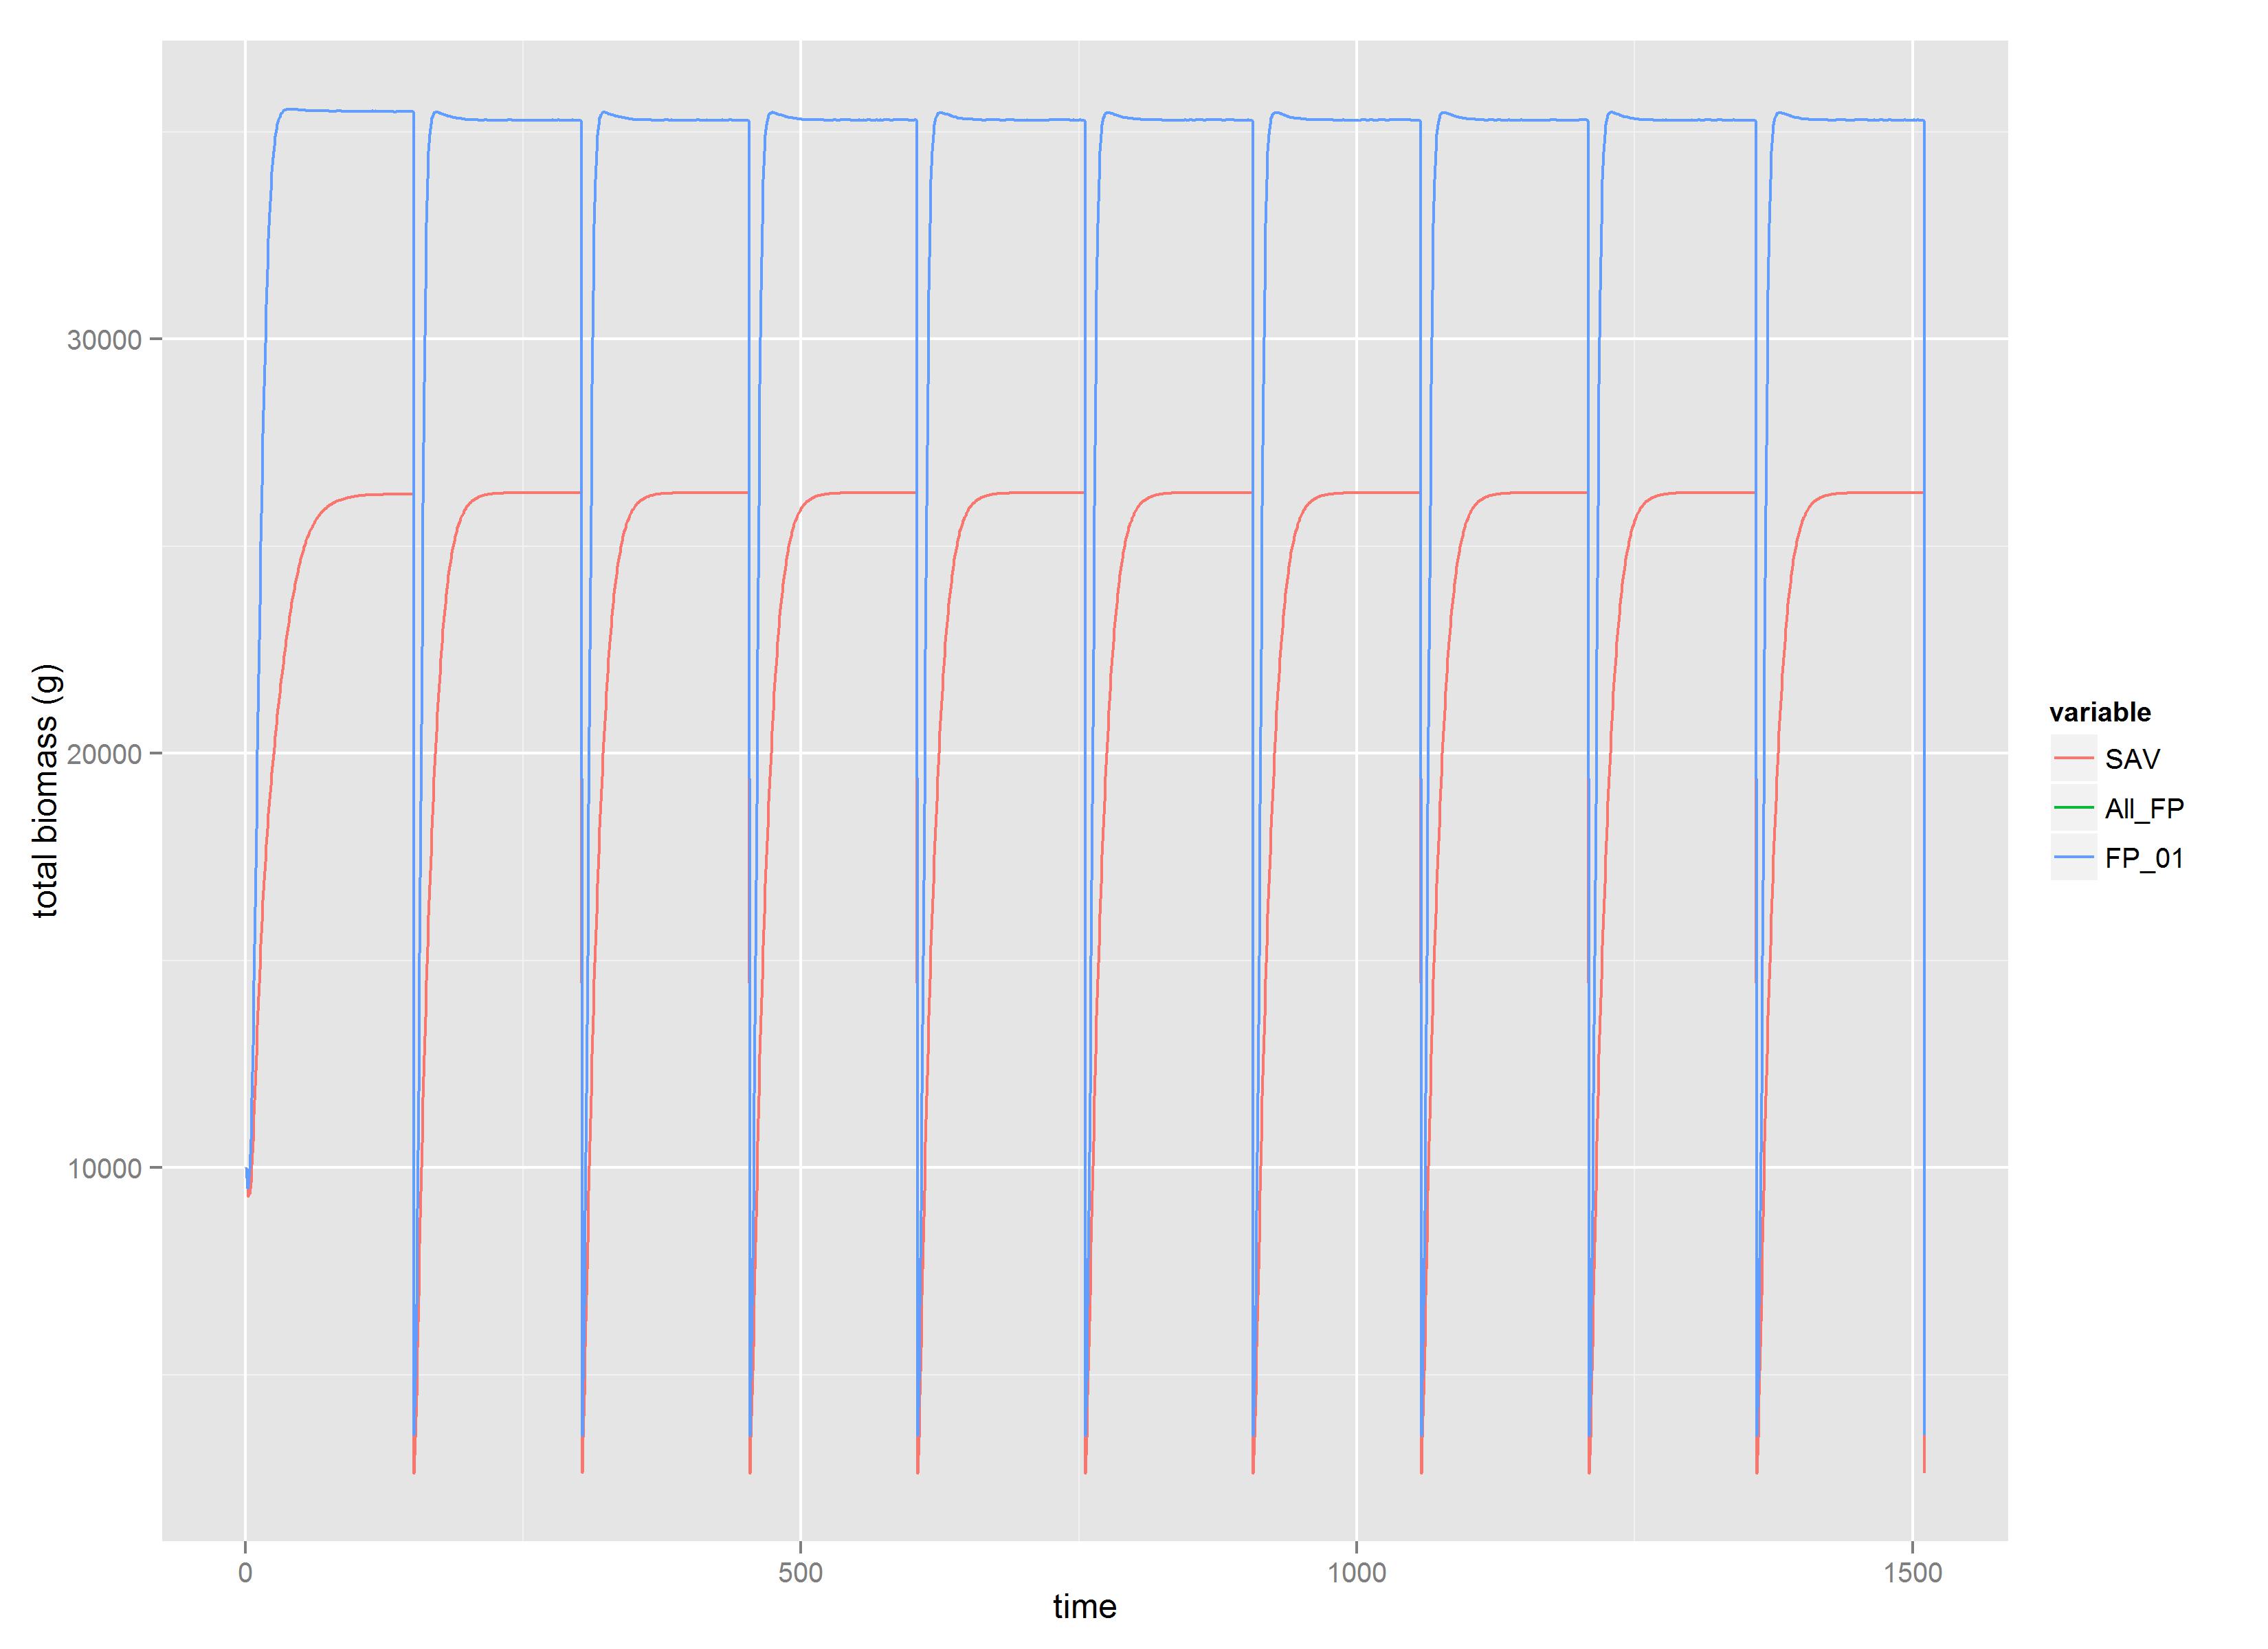 total biomass (g)
30000
20000
10000
0
500
1000
1500
time
variable
SAV
All_FP
FP_01